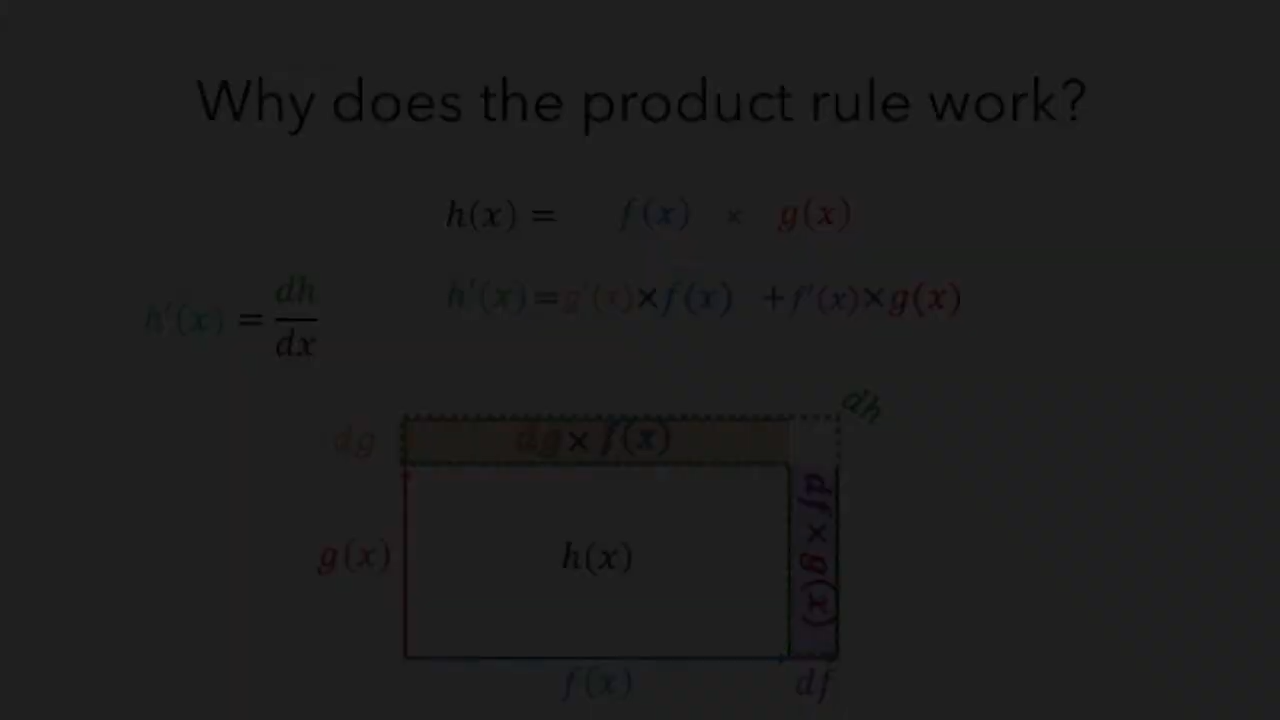 Why does the product rule work?
h(x) = f(x) × g(x)
h'(x) = dh/dx
h'(x)=g'(x)×f(x) +f'(x)×g(x)
dh
dg
dg× f(x)
df × g(x)
g(x)
h(x)
f(x)
df